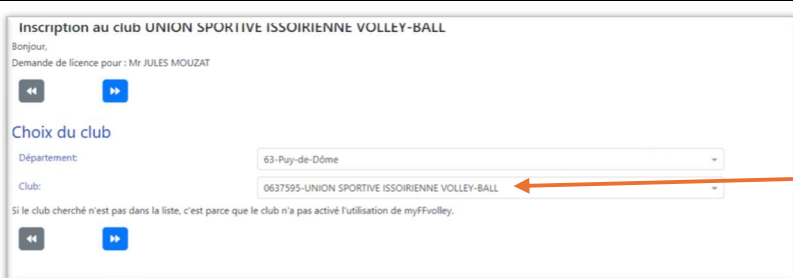 Inscription au club UNION SPORTIVE ISSOIRIENNE VOLLEY-BALL
Bonjour,
Demande de licence pour : Mr JULES MOUZAT
Choix du club
Département:
63-Puy-de-Dôme
Club:
0637595-UNION SPORTIVE ISSOIRIENNE VOLLEY-BALL
Si le club cherché n'est pas dans la liste, c'est parce que le club n'a pas activé l'utilisation de myFFvolley.